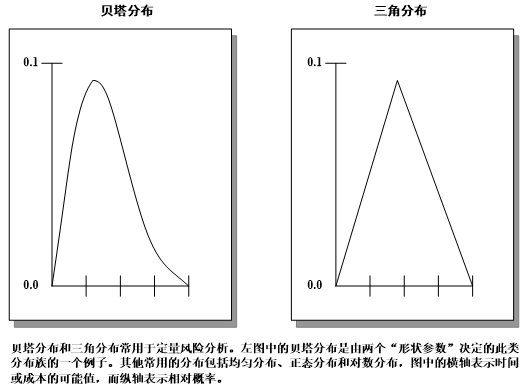 贝塔分布
三角分布
0.1
0.0
0.1
0.0
贝塔分布和三角分布常用于定量风险分析。左图中的贝塔分布是由两个“形状参数”决定的此类
分布族的一个例子。其他常用的分布包括均匀分布、正态分布和对数分布，图中的横轴表示时间
或成本的可能值，而纵轴表示相对概率。